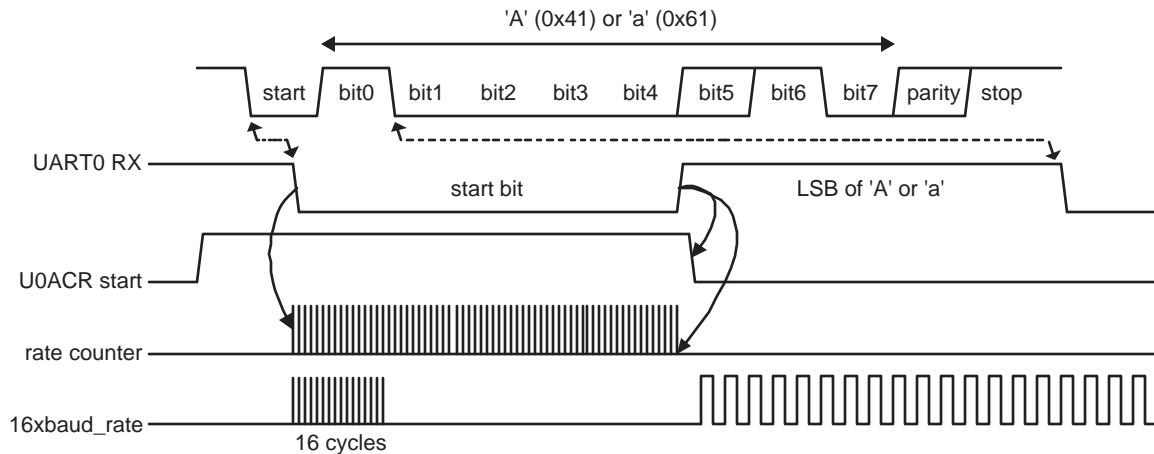 'A' (0x41) or 'a' (0x61)
start bit0 bit1 bit2 bit3 bit4 bit5 bit6 bit7 parity stop
UART0 RX
start bit
LSB of 'A' or 'a'
U0ACR start
rate counter
16xbaud_rate
16 cycles